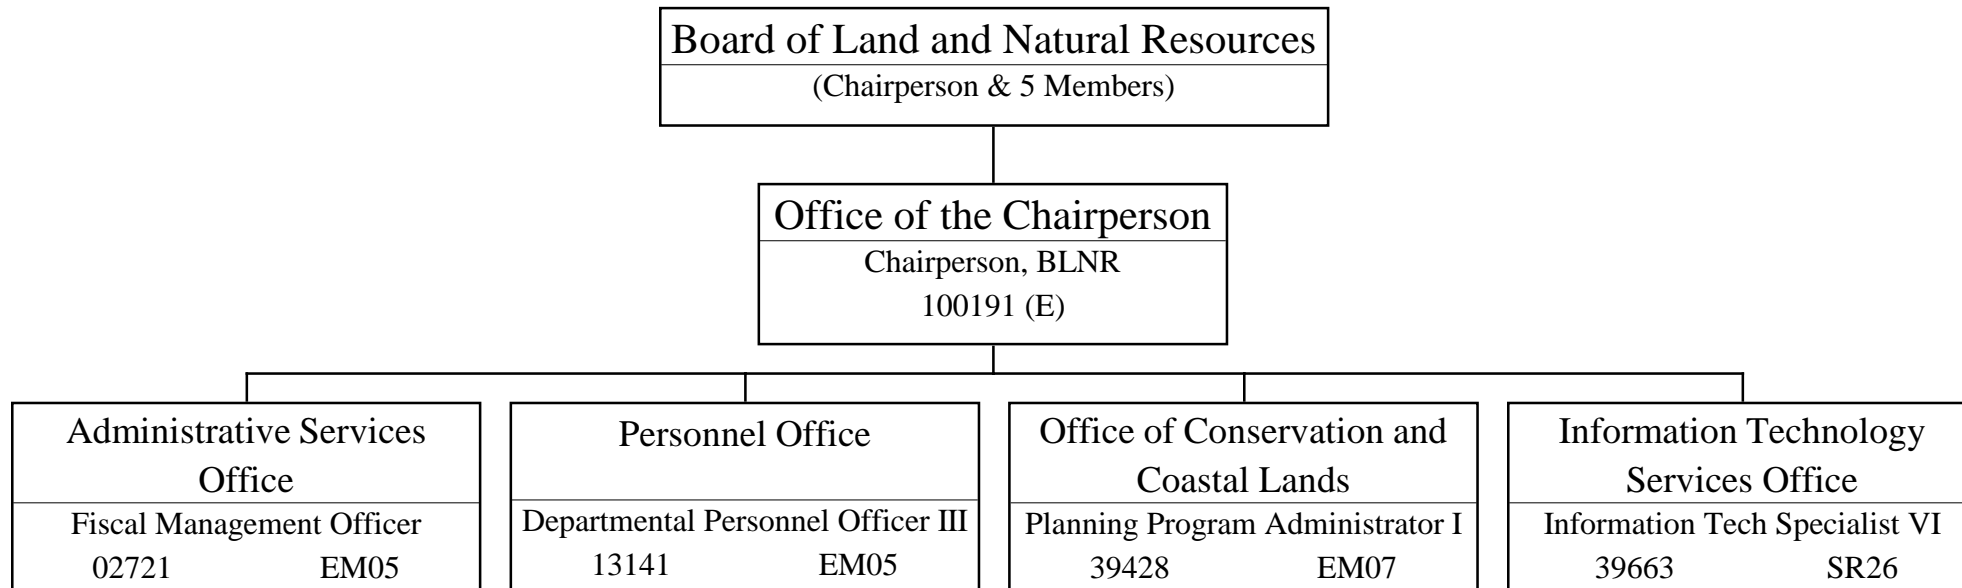 Board of Land and Natural Resources
(Chairperson & 5 Members)
Office of the Chairperson
Chairperson, BLNR
100191 (E)
Administrative Services
Office
Fiscal Management Officer
02721 EM05
Personnel Office
Departmental Personnel Officer III
13141 EM05
Office of Conservation and
Coastal Lands
Planning Program Administrator I
39428 EM07
Information Technology
Services Office
Information Tech Specialist VI
39663 SR26